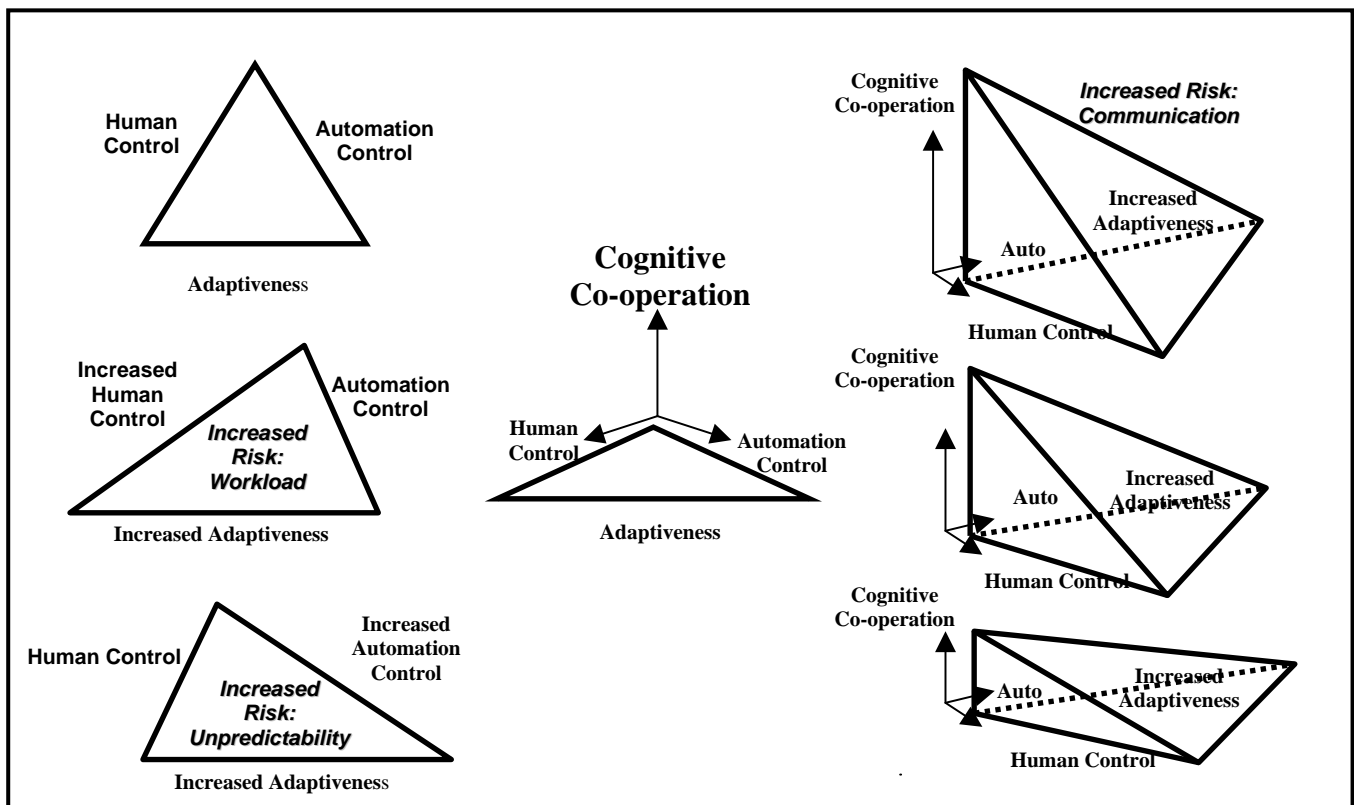 Human
Control
Automation
Control
Adaptiveness
Increased
Human
Control
Automation
Control
Increased
Risk:
Workload
Increased Adaptiveness
Human Control
Increased
Automation
Control
Increased
Risk:
Unpredictability
Increased Adaptiveness
Cognitive
Co-operation
Human
Control
Automation
Control
Adaptiveness
Cognitive
Co-operation
Increased Risk:
Communication
Increased
Adaptiveness
Auto
Human Control
Cognitive
Co-operation
Increased
Adaptiveness
Auto
Human Control
Cognitive
Co-operation
Increased
Adaptiveness
Auto
Human Control